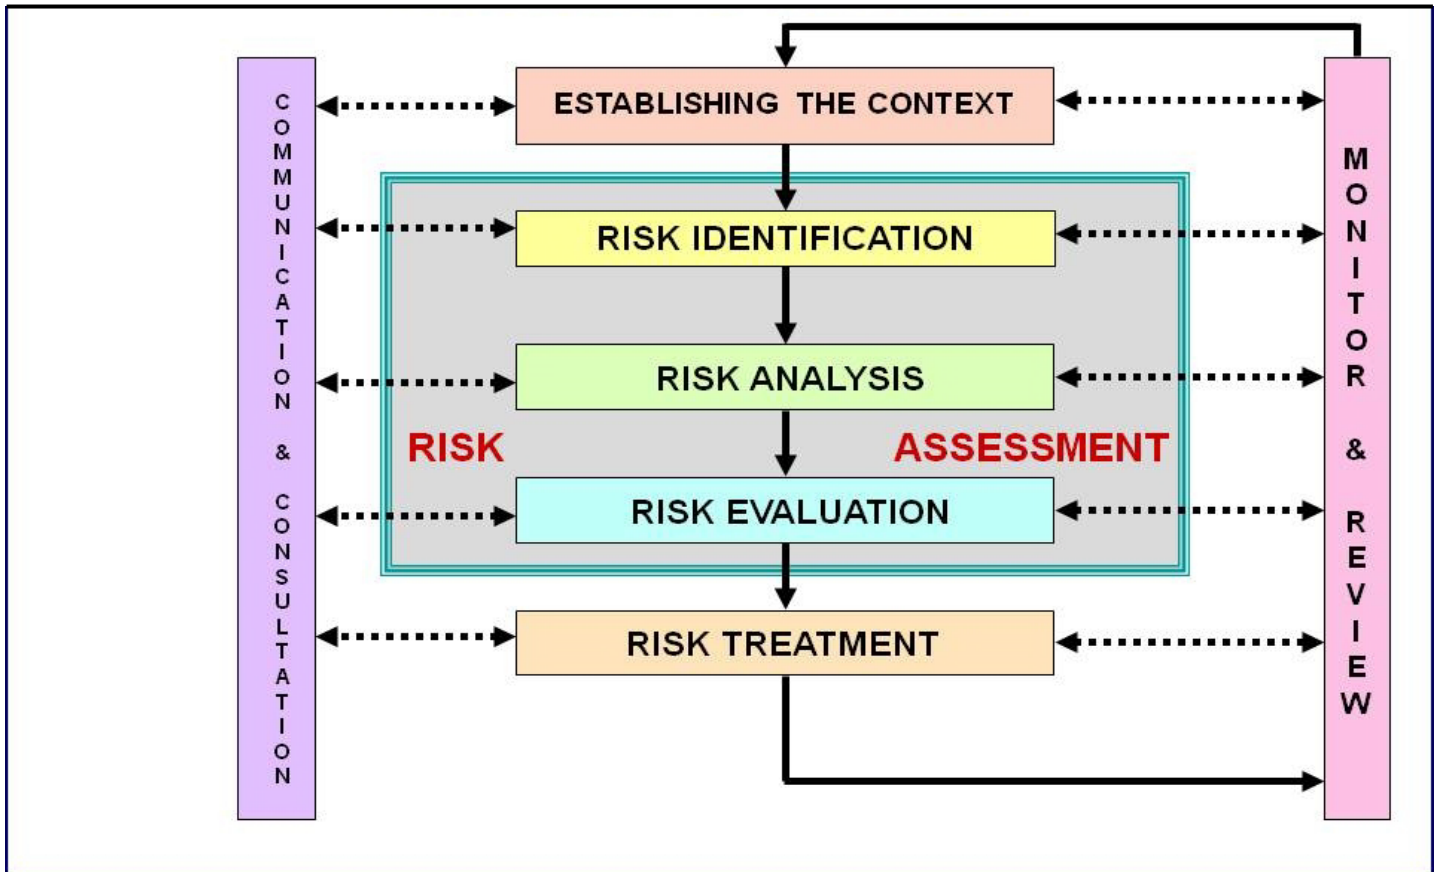 ESTABLISHING THE CONTEXT
RISK IDENTIFICATION
RISK ANALYSIS
RISK ASSESSMENT
RISK EVALUATION
RISK TREATMENT
COMMUNICATION & CONSULTATION
MONITOR & REVIEW